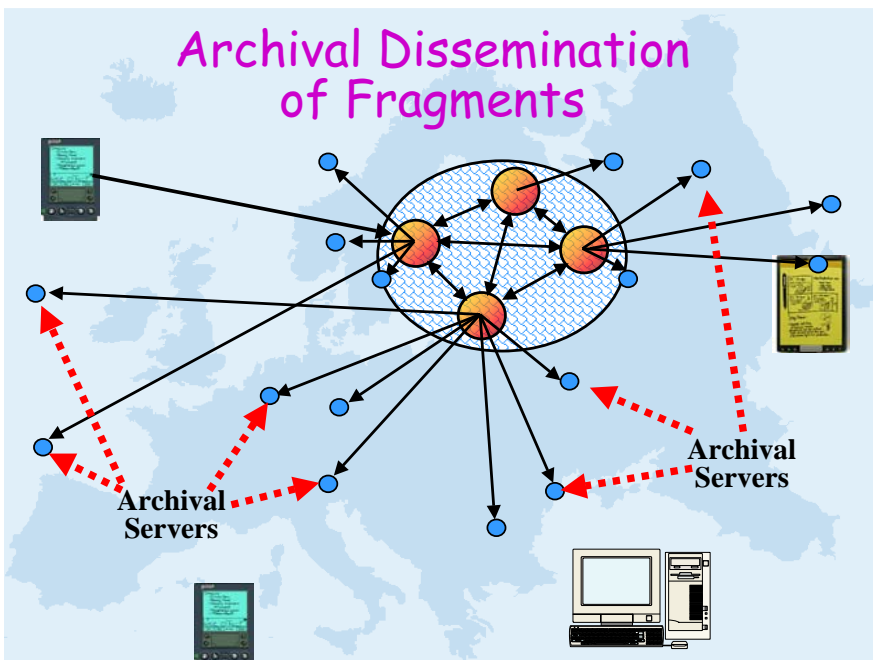 Archival Dissemination
of Fragments
Archival
Servers
Archival
Servers